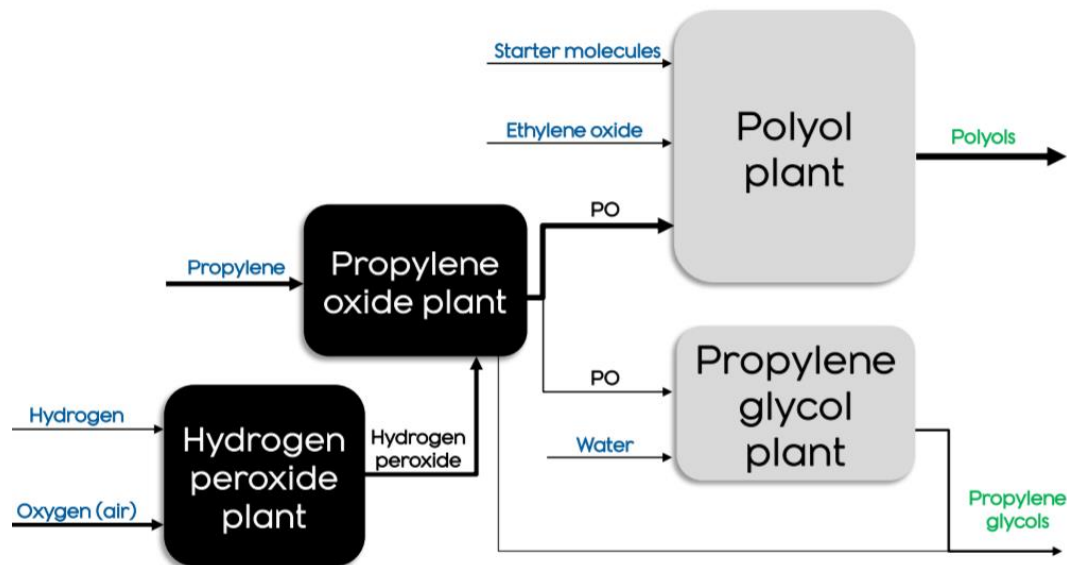 Starter molecules
Ethylene oxide
Polyol
plant
Polyols
PO
Propylene
Propylene
oxide plant
PO
Propylene
glycol
plant
Water
Hydrogen
Oxygen (air)
Hydrogen
peroxide
plant
Hydrogen
peroxide
Propylene
glycols